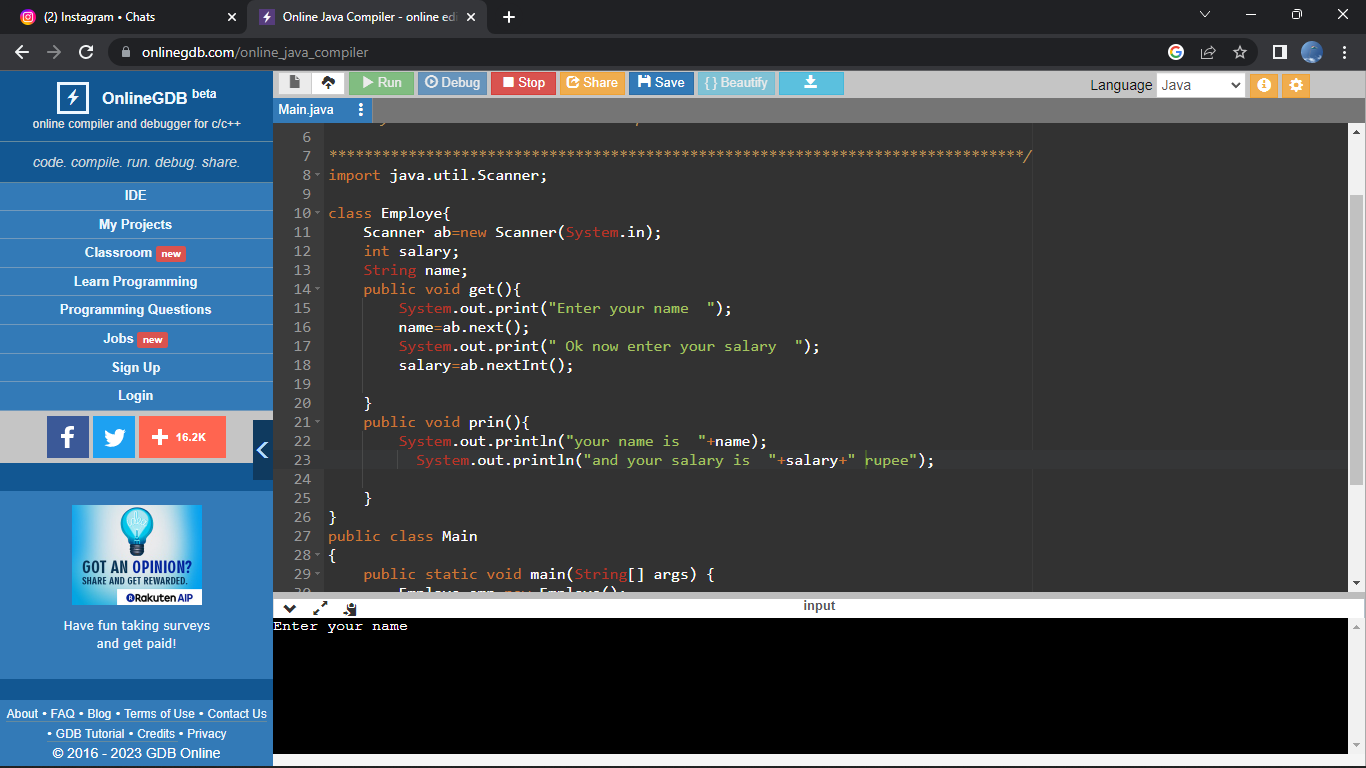 (2) Instagram • Chats
Online Java Compiler - online edi
onlinegdb.com/online_java_compiler
OnlineGDB beta
online compiler and debugger for c/c++
code. compile. run. debug. share.
IDE
My Projects
Classroom new
Learn Programming
Programming Questions
Jobs new
Sign Up
Login
16.2K
GOT AN OPINION?
SHARE AND GET REWARDED.
Rakuten AIP
Have fun taking surveys
and get paid!
About • FAQ • Blog • Terms of Use • Contact Us
• GDB Tutorial • Credits • Privacy
© 2016 - 2023 GDB Online
Run Debug Stop Share Save { } Beautify Language Java
Main.java
6
7 *******************************************************************************/
8 import java.util.Scanner;
9
10 class Employe{
11 Scanner ab=new Scanner(System.in);
12 int salary;
13 String name;
14 public void get(){
15 System.out.print("Enter your name  ");
16 name=ab.next();
17 System.out.print(" Ok now enter your salary  ");
18 salary=ab.nextInt();
19
20 }
21 public void prin(){
22 System.out.println("your name is  "+name);
23 System.out.println("and your salary is  "+salary+" rupee");
24
25 }
26 }
27 public class Main
28 {
29 public static void main(String[] args) {
input
Enter your name